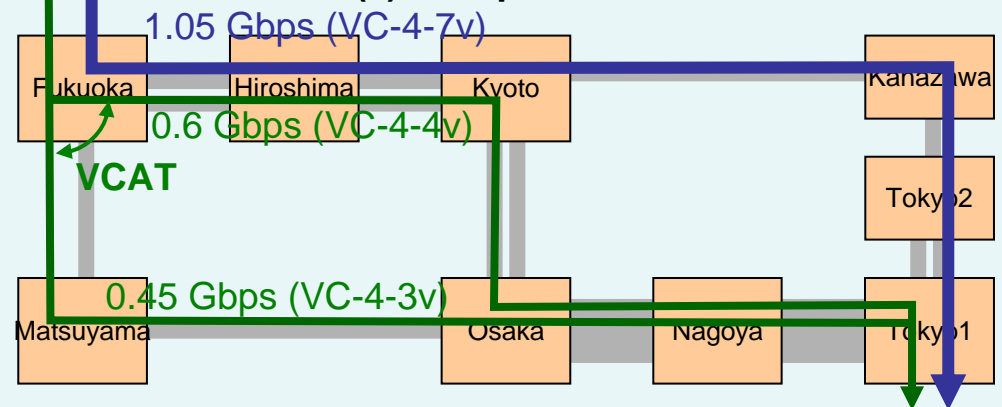 1.05 Gbps (VC-4-7v)
Fukuoka
Hiroshima
Kyoto
Kanazawa
0.6 Gbps (VC-4-4v)
VCAT
Tokyo2
0.45 Gbps (VC-4-3v)
Matsuyama
Osaka
Nagoya
Tokyo1